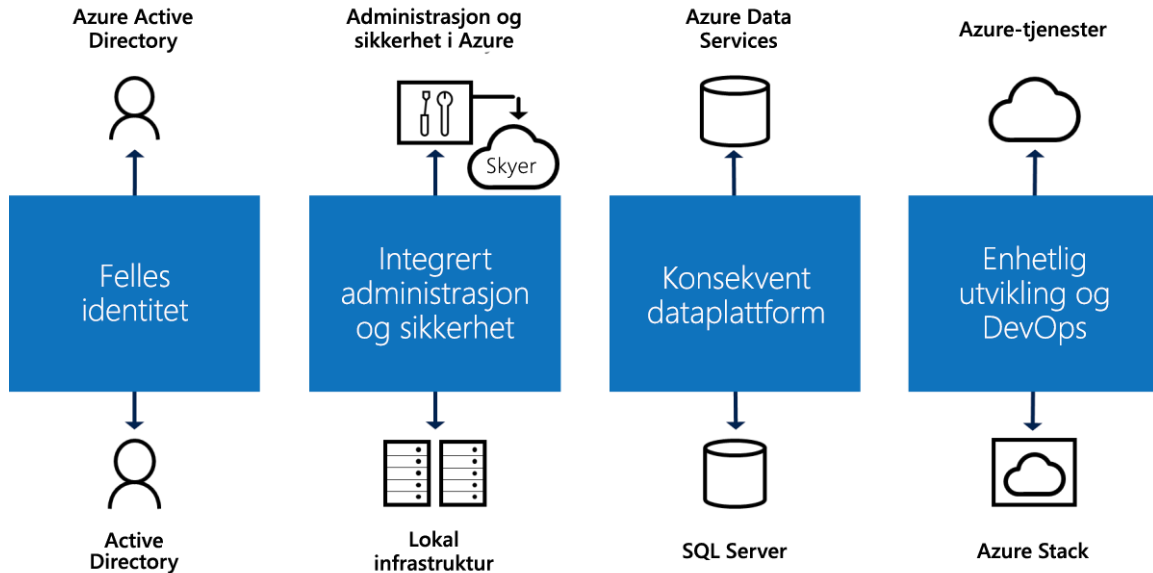 Azure Active
Directory
Administrasjon og
sikkerhet i Azure
Azure Data
Services
Azure-tjenester
Skyer
Felles
identitet
Integrert
administrasjon
og sikkerhet
Konsekvent
dataplattform
Enhetlig
utvikling og
DevOps
Active
Directory
Lokal
infrastruktur
SQL Server
Azure Stack